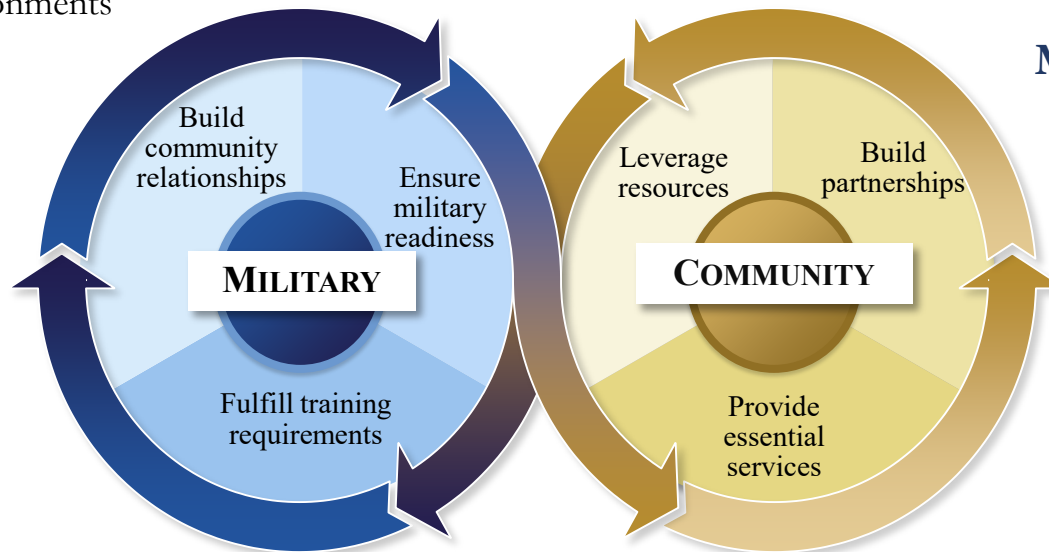 onments
M
Build
community
relationships
Ensure
military
readiness
MILITARY
Fulfill training
requirements
Leverage
resources
Build
partnerships
COMMUNITY
Provide
essential
services